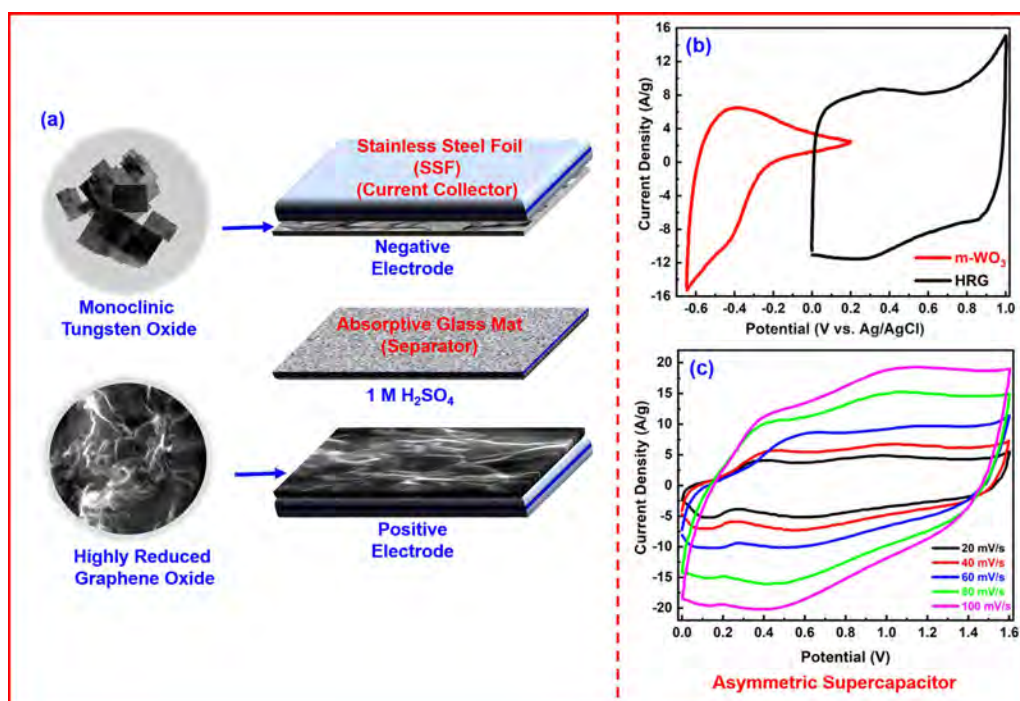 (a)
Monoclinic
Tungsten Oxide
Highly Reduced
Graphene Oxide
Stainless Steel Foil
(SSF)
(Current Collector)
Negative
Electrode
Absorptive Glass Mat
(Separator)
1 M H₂SO₄
Positive
Electrode
(b)
Current Density (A/g)
16
12
8
4
0
-4
-8
-12
-16
m-WO₃
HRG
-0.6 -0.4 -0.2 0.0 0.2 0.4 0.6 0.8 1.0
Potential (V vs. Ag/AgCl)
(c)
Current Density (A/g)
20
15
10
5
0
-5
-10
-15
-20
20 mV/s
40 mV/s
60 mV/s
80 mV/s
100 mV/s
0.0 0.2 0.4 0.6 0.8 1.0 1.2 1.4 1.6
Potential (V)
Asymmetric Supercapacitor